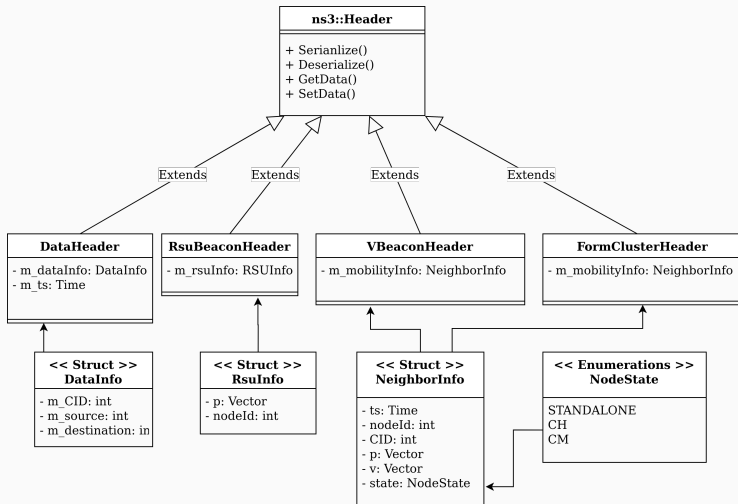 ns3::Header
+ Serianlize()
+ Deserialize()
+ GetData()
+ SetData()
Extends
Extends
Extends
Extends
DataHeader
- m_dataInfo: DataInfo
- m_ts: Time
RsuBeaconHeader
- m_rsuInfo: RSUInfo
VBeaconHeader
- m_mobilityInfo: NeighborInfo
FormClusterHeader
- m_mobilityInfo: NeighborInfo
<< Struct >>
DataInfo
- m_CID: int
- m_source: int
- m_destination: in
<< Struct >>
RsuInfo
- p: Vector
- nodeId: int
<< Struct >>
NeighborInfo
- ts: Time
- nodeId: int
- CID: int
- p: Vector
- v: Vector
- state: NodeState
<< Enumerations >>
NodeState
STANDALONE
CH
CM